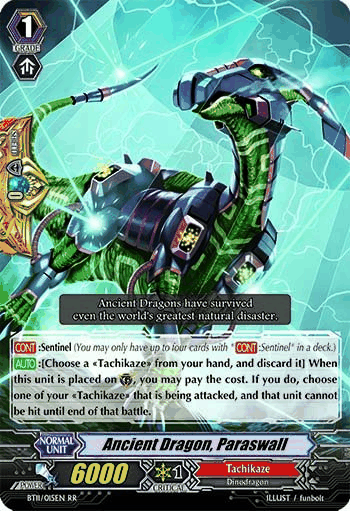 1
GRADE
SHIELD
0
Ancient Dragons have survived
even the world's greatest natural disaster.
CONT :Sentinel (You may only have up to four cards with "CONT:Sentinel" in a deck.)
AUTO :[Choose a «Tachikaze» from your hand, and discard it] When
this unit is placed on GC, you may pay the cost. If you do, choose
one of your «Tachikaze» that is being attacked, and that unit cannot
be hit until end of that battle.
NORMAL
UNIT
Ancient Dragon, Paraswall
POWER
6000
1
CRITICAL
Tachikaze
Dinodragon
BT11/015EN RR
ILLUST / funbolt